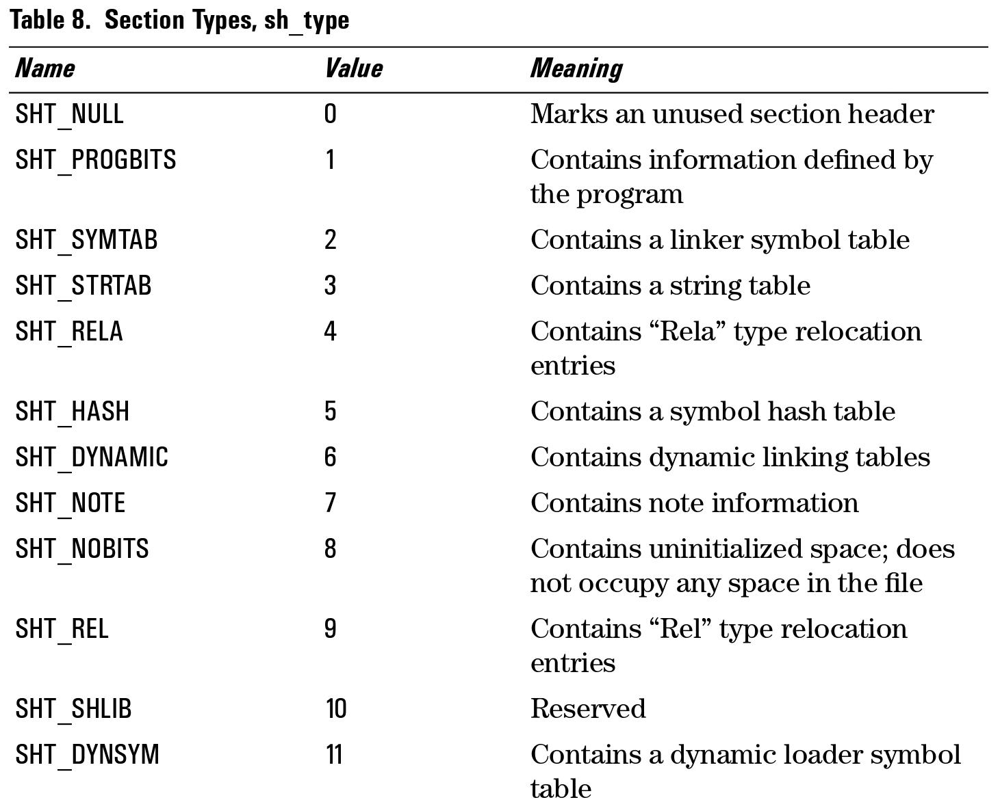 Table 8. Section Types, sh_type
Name Value Meaning
SHT_NULL 0 Marks an unused section header
SHT_PROGBITS 1 Contains information defined by
the program
SHT_SYMTAB 2 Contains a linker symbol table
SHT_STRTAB 3 Contains a string table
SHT_RELA 4 Contains “Rela” type relocation
entries
SHT_HASH 5 Contains a symbol hash table
SHT_DYNAMIC 6 Contains dynamic linking tables
SHT_NOTE 7 Contains note information
SHT_NOBITS 8 Contains uninitialized space; does
not occupy any space in the file
SHT_REL 9 Contains “Rel” type relocation
entries
SHT_SHLIB 10 Reserved
SHT_DYNSYM 11 Contains a dynamic loader symbol
table